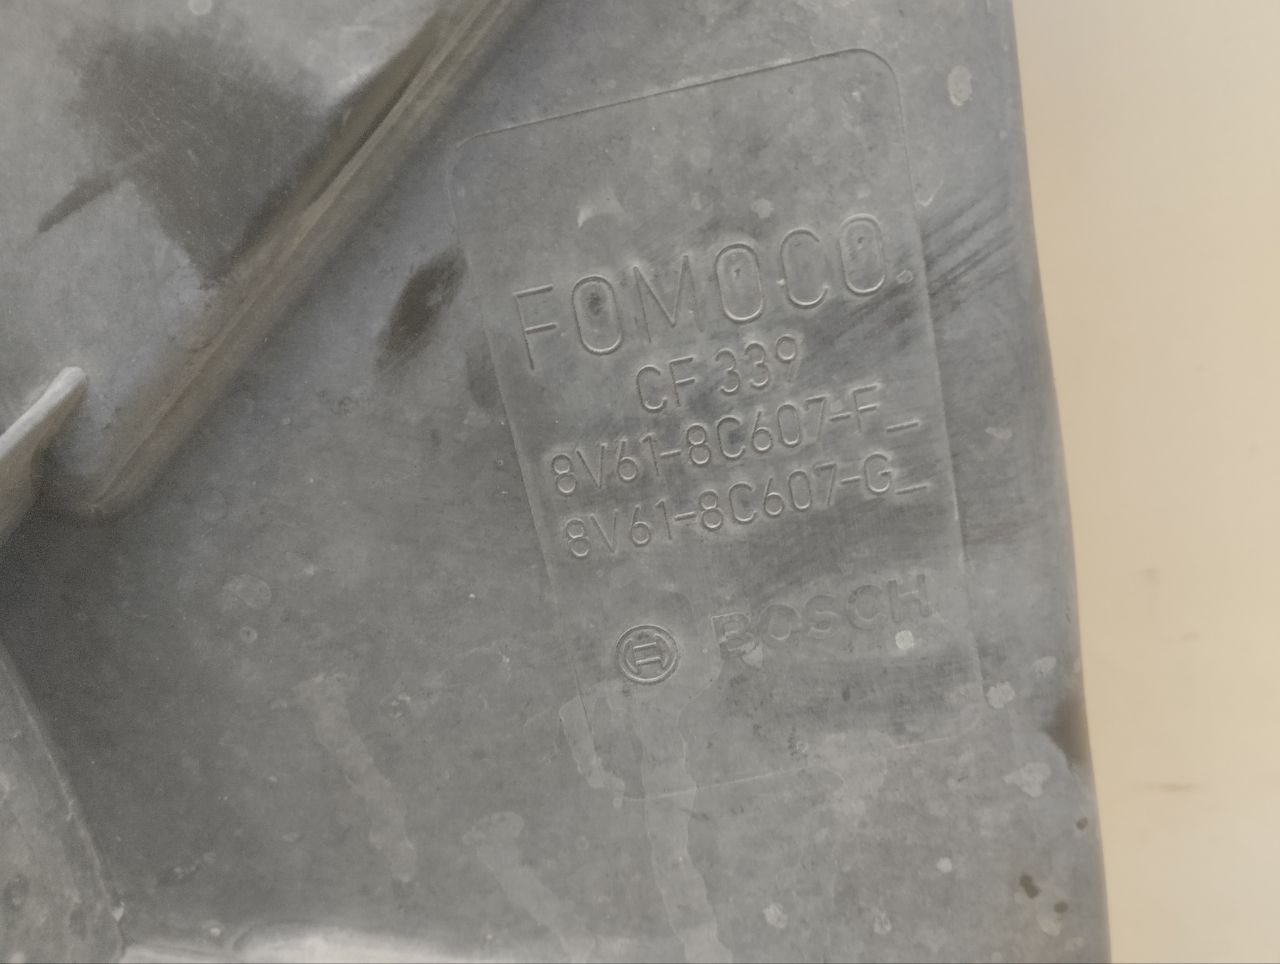 FOMOCO.
CF 339
8V61-8C607-F_
8V61-8C607-G_
BOSCH